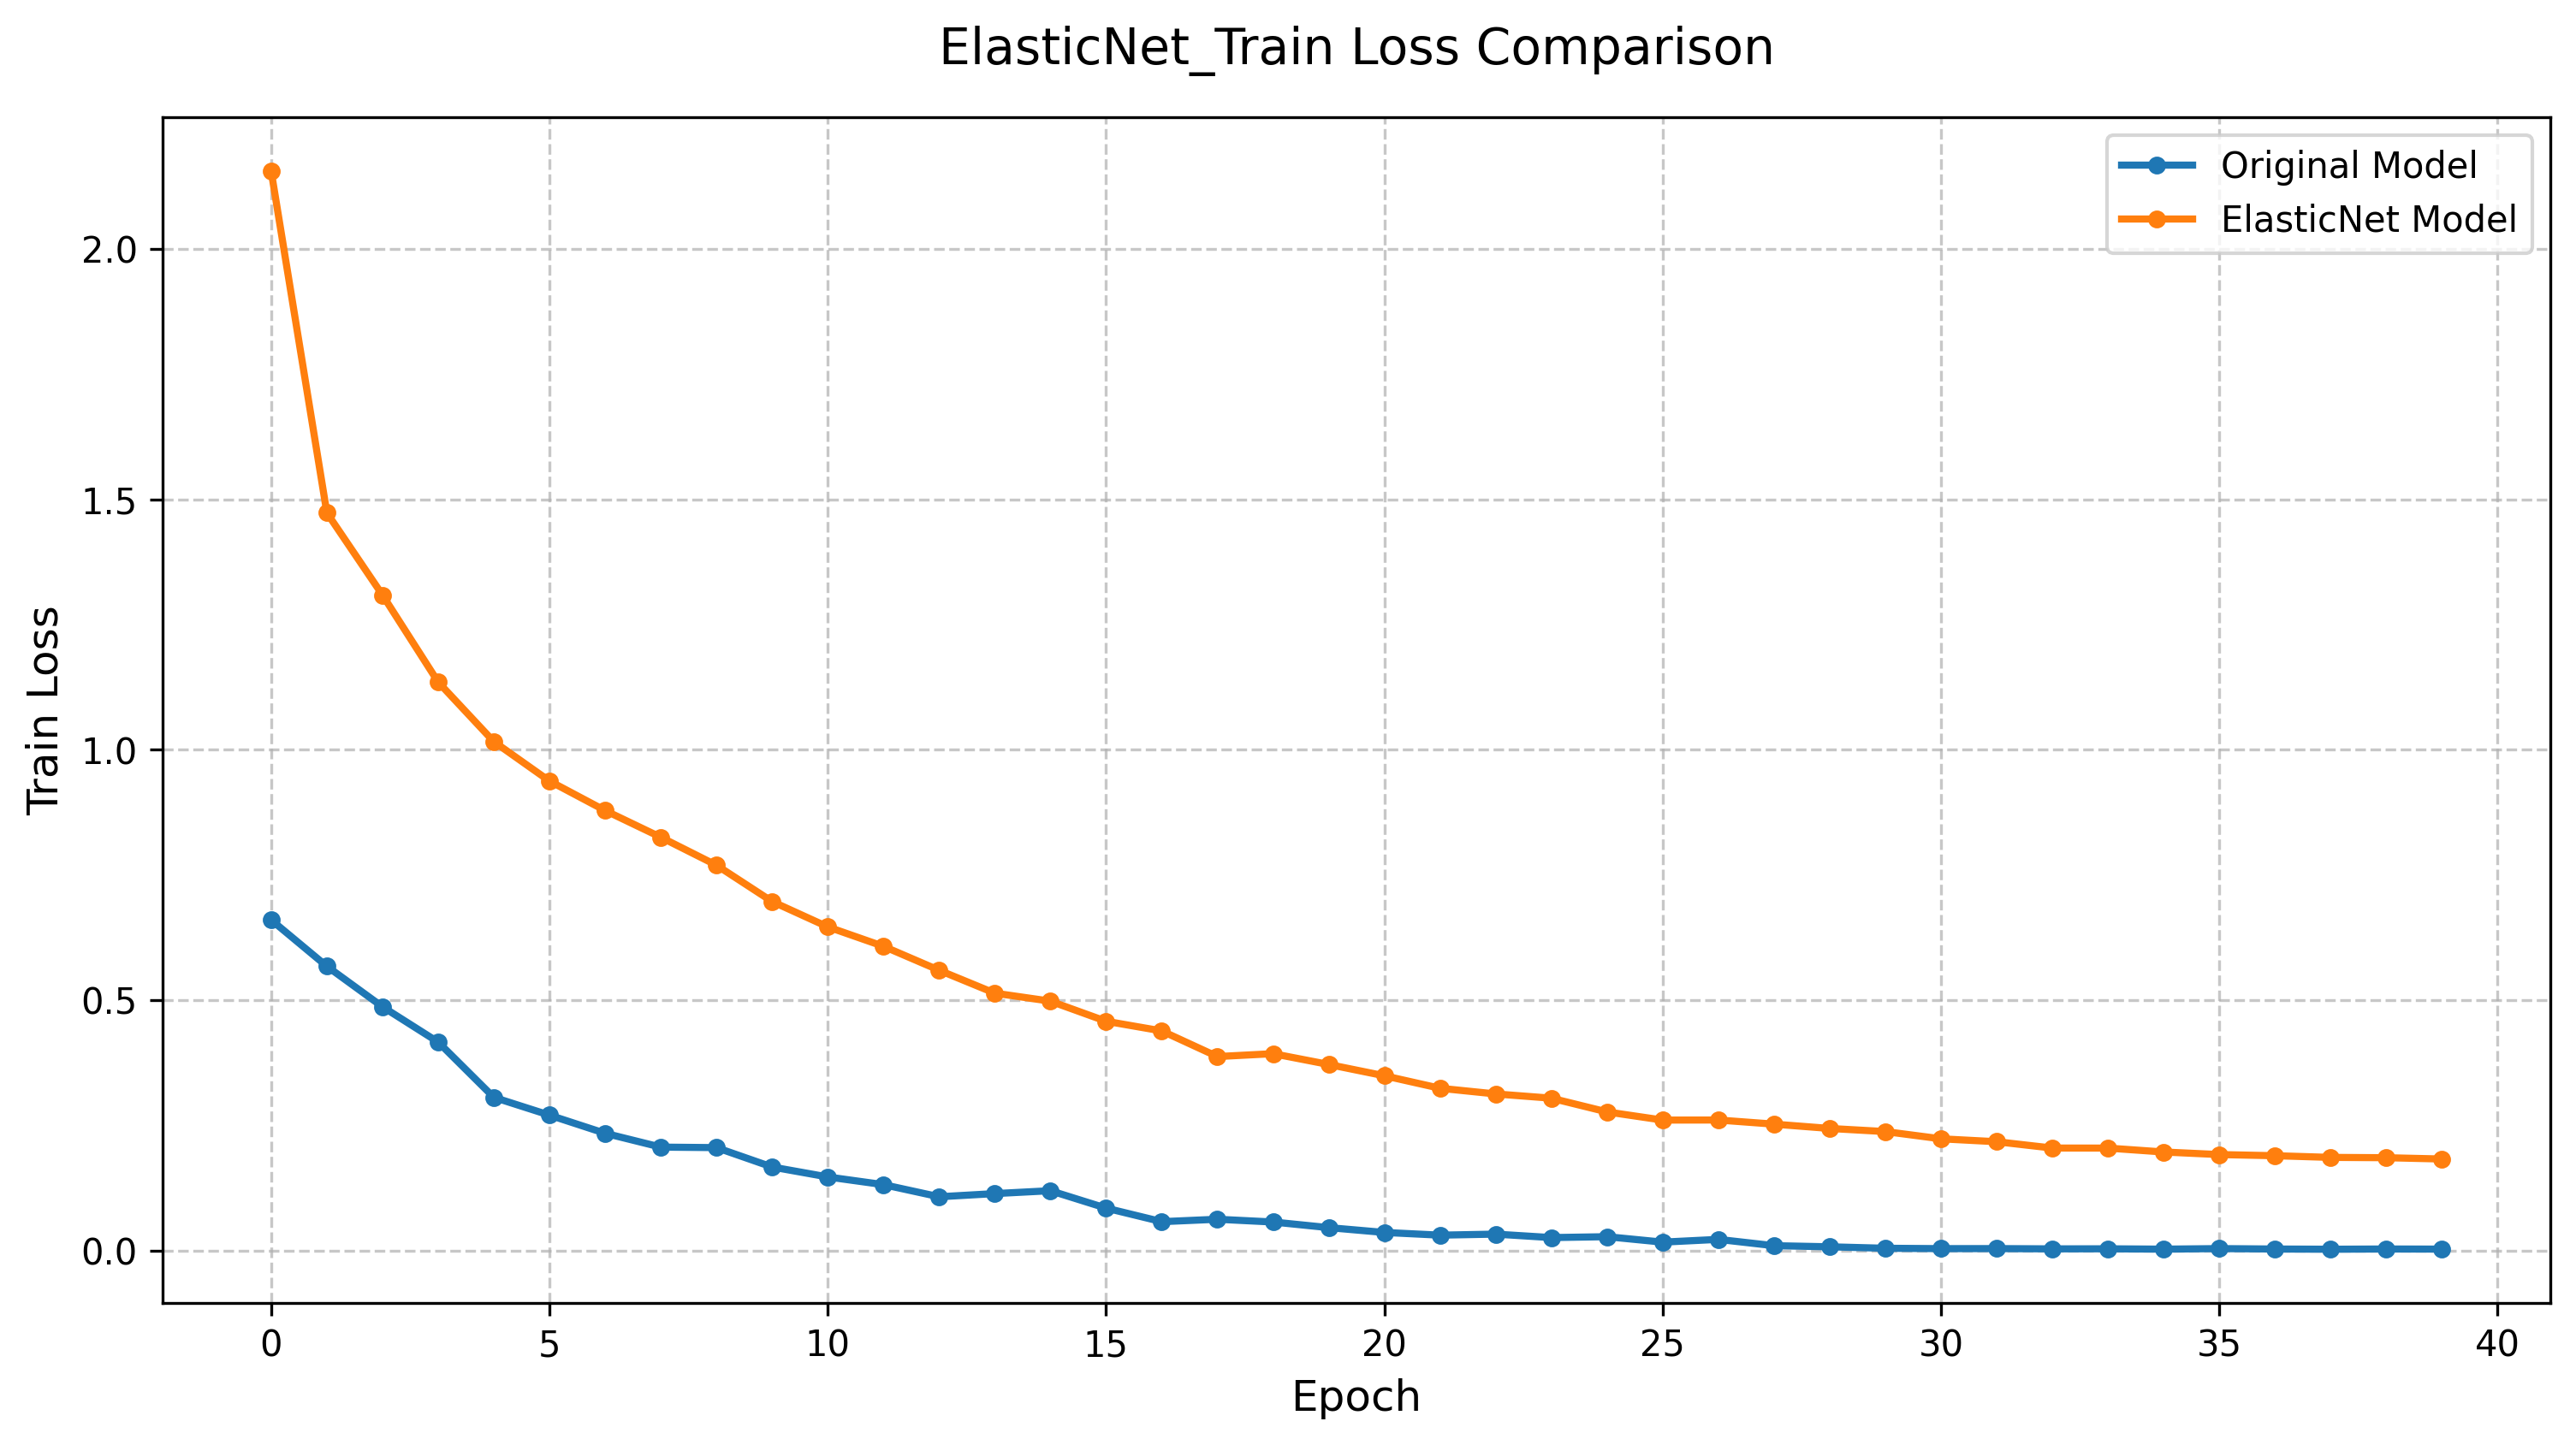 ElasticNet_Train Loss Comparison
Original Model
ElasticNet Model
Train Loss
2.0
1.5
1.0
0.5
0.0
0 5 10 15 20 25 30 35 40
Epoch